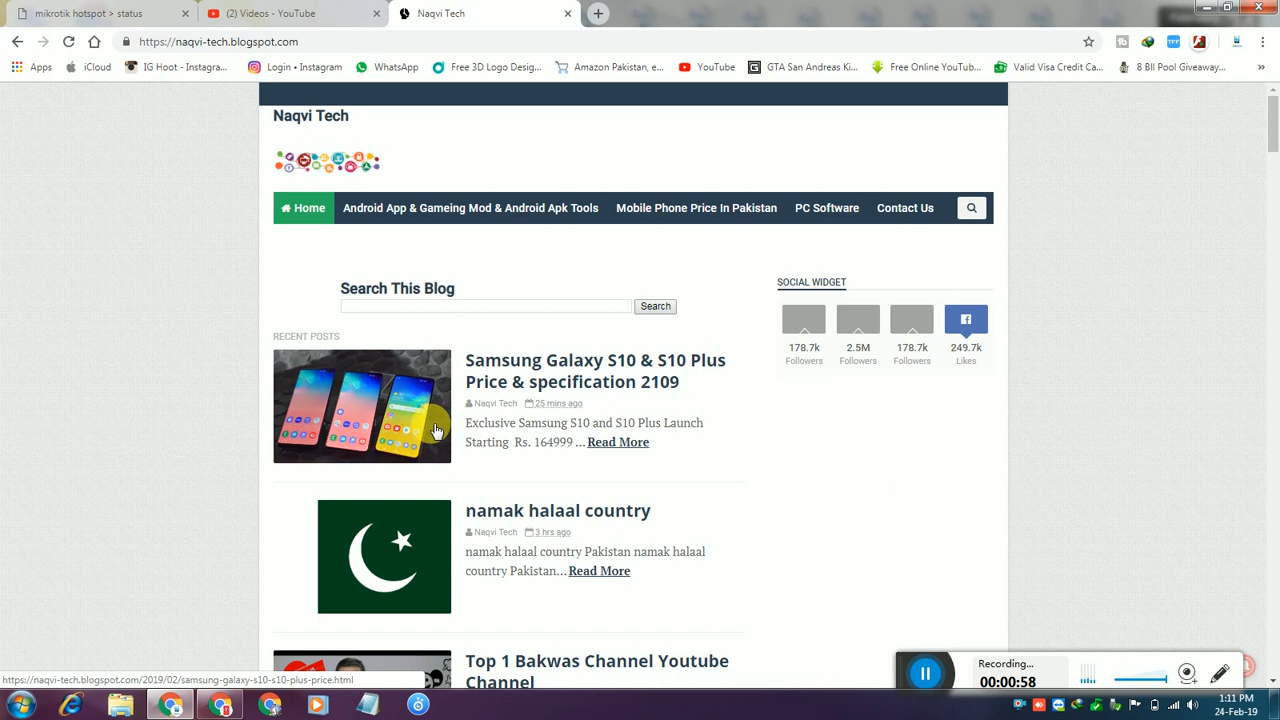 mikrotik hotspot > status
(2) Videos - YouTube
Naqvi Tech
https://naqvi-tech.blogspot.com
Apps
iCloud
IG Hoot - Instagra...
Login • Instagram
WhatsApp
Free 3D Logo Desig...
Amazon Pakistan, e...
YouTube
GTA San Andreas Ki...
Free Online YouTub...
Valid Visa Credit Ca...
8 Bll Pool Giveaway...
Naqvi Tech
Home
Android App & Gameing Mod & Android Apk Tools
Mobile Phone Price In Pakistan
PC Software
Contact Us
Search This Blog
Search
SOCIAL WIDGET
178.7k
2.5M
178.7k
249.7k
Followers
Followers
Followers
Likes
RECENT POSTS
Samsung Galaxy S10 & S10 Plus
Price & specification 2109
Naqvi Tech 25 mins ago
Exclusive Samsung S10 and S10 Plus Launch
Starting Rs. 164999 ... Read More
namak halaal country
Naqvi Tech 3 hrs ago
namak halaal country Pakistan namak halaal
country Pakistan... Read More
Top 1 Bakwas Channel Youtube
Channel
https://naqvi-tech.blogspot.com/2019/02/samsung-galaxy-s10-s10-plus-price.html
Recording...
00:00:58
1:11 PM
24-Feb-19